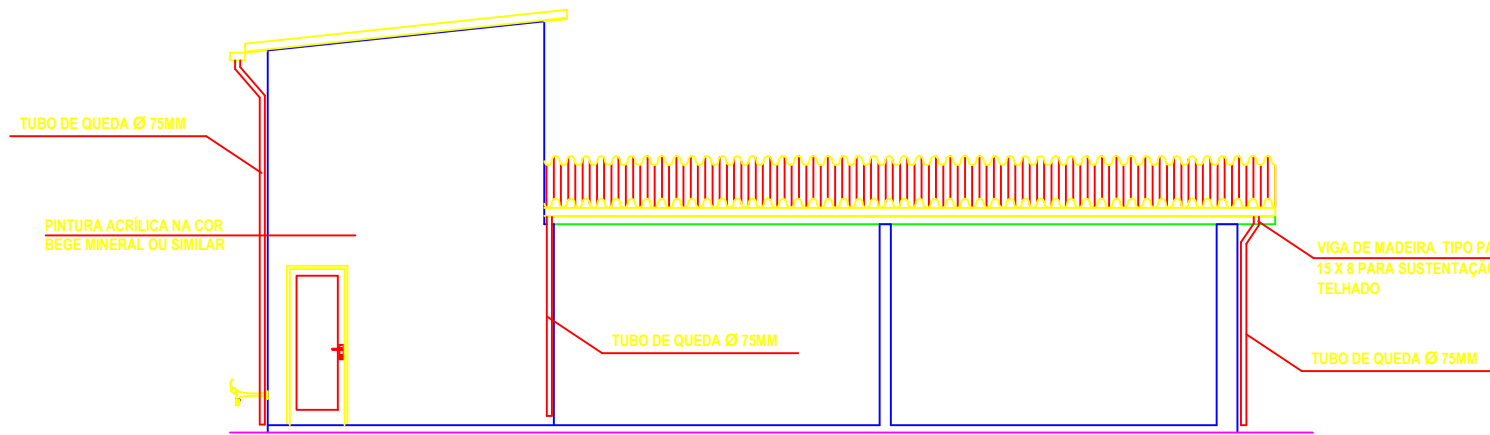 TUBO DE QUEDA Ø 75MM
PINTURA ACRÍLICA NA COR
BEGE MINERAL OU SIMILAR
TUBO DE QUEDA Ø 75MM
VIGA DE MADEIRA TIPO
15 X 8 PARA SUSTENTAÇÃ
TELHADO
TUBO DE QUEDA Ø 75MM